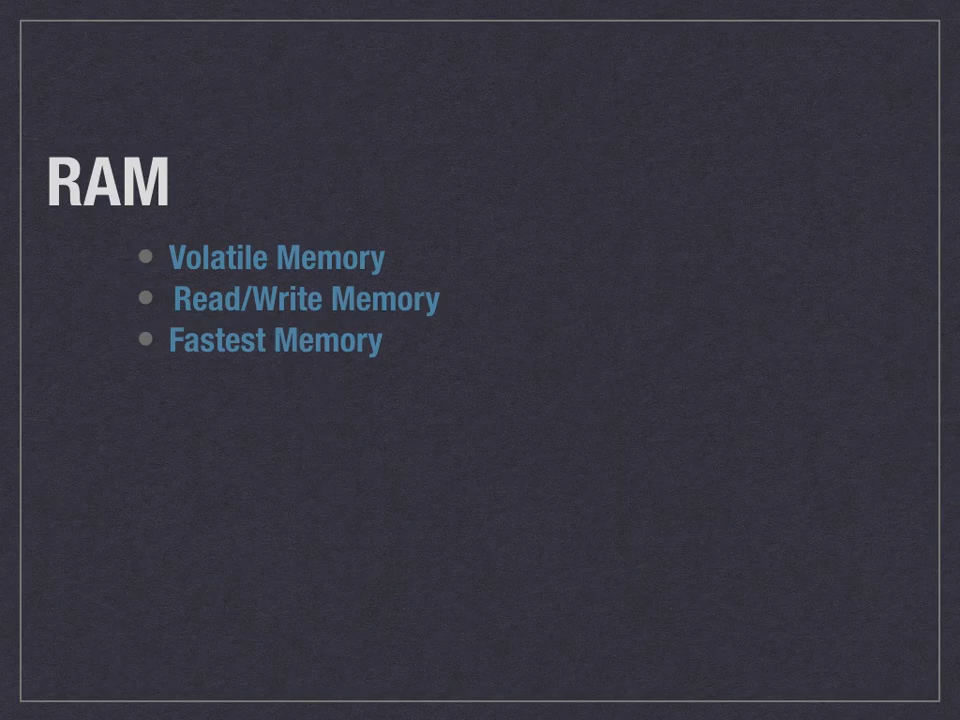 RAM
• Volatile Memory
• Read/Write Memory
• Fastest Memory